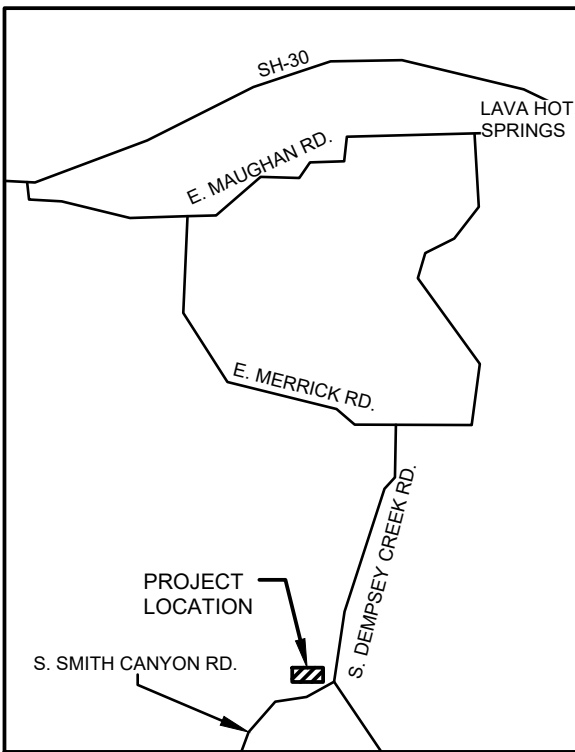 SH-30
LAVA HOT
SPRINGS
E. MAUGHAN RD.
E. MERRICK RD.
S. DEMPSEY CREEK RD.
PROJECT
LOCATION
S. SMITH CANYON RD.